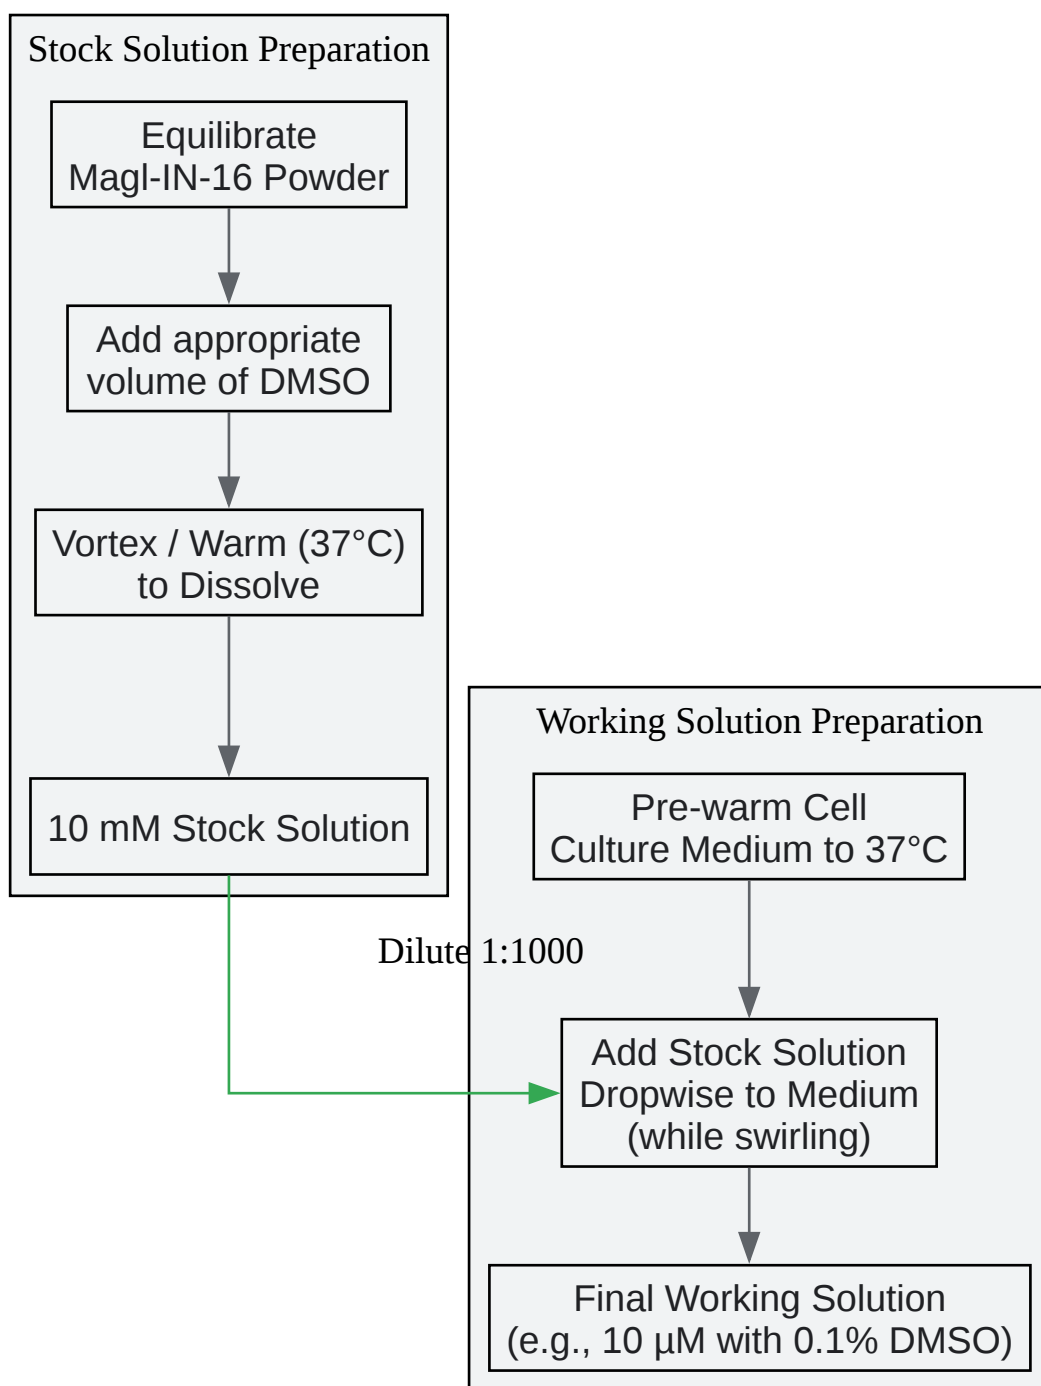 Stock Solution Preparation
Equilibrate
Magl-IN-16 Powder
Add appropriate
volume of DMSO
Vortex / Warm (37°C)
to Dissolve
10 mM Stock Solution
Working Solution Preparation
Pre-warm Cell
Culture Medium to 37°C
Dilute 1:1000
Add Stock Solution
Dropwise to Medium
(while swirling)
Final Working Solution
(e.g., 10 µM with 0.1% DMSO)